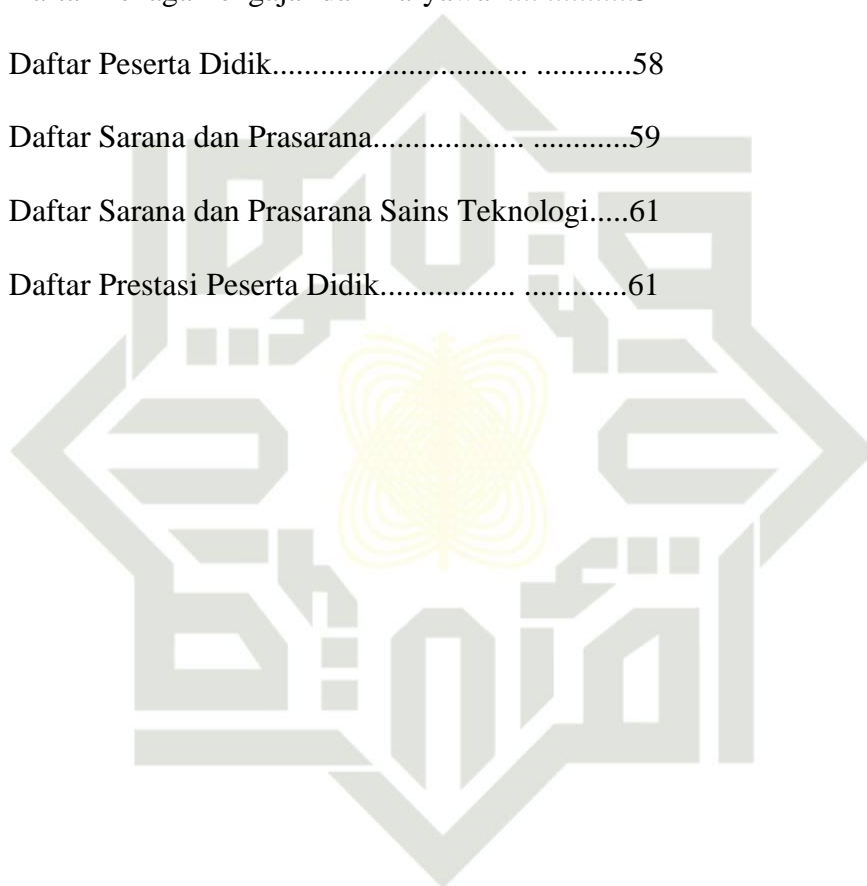 Daftar Peserta Didik................................ ............58
Daftar Sarana dan Prasarana................... ............59
Daftar Sarana dan Prasarana Sains Teknologi.....61
Daftar Prestasi Peserta Didik................. .............61